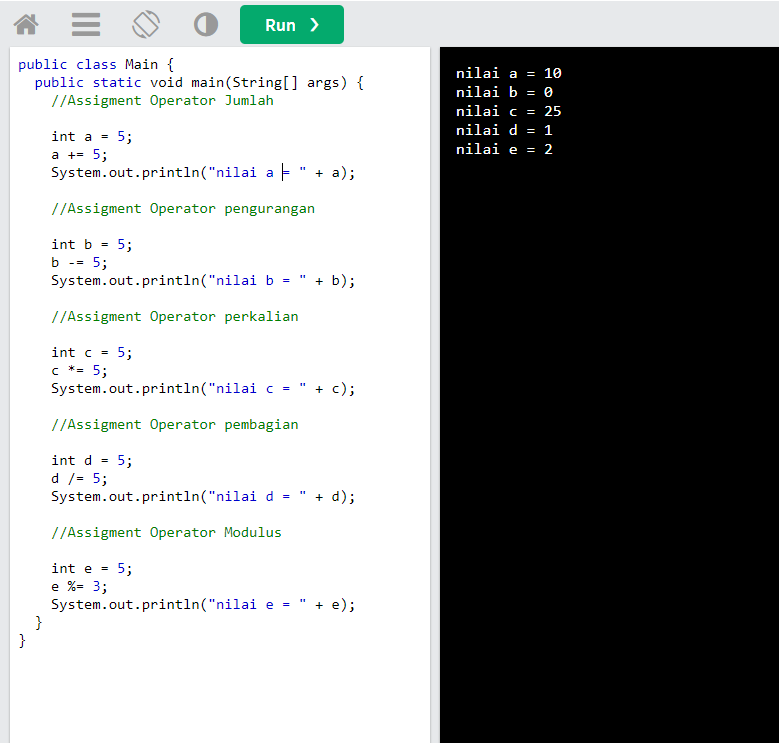 Run ❯
public class Main {
  public static void main(String[] args) {
    //Assigment Operator Jumlah

    int a = 5;
    a += 5;
    System.out.println("nilai a = " + a);

    //Assigment Operator pengurangan

    int b = 5;
    b -= 5;
    System.out.println("nilai b = " + b);

    //Assigment Operator perkalian

    int c = 5;
    c *= 5;
    System.out.println("nilai c = " + c);

    //Assigment Operator pembagian

    int d = 5;
    d /= 5;
    System.out.println("nilai d = " + d);

    //Assigment Operator Modulus

    int e = 5;
    e %= 3;
    System.out.println("nilai e = " + e);
  }
}
nilai a = 10
nilai b = 0
nilai c = 25
nilai d = 1
nilai e = 2